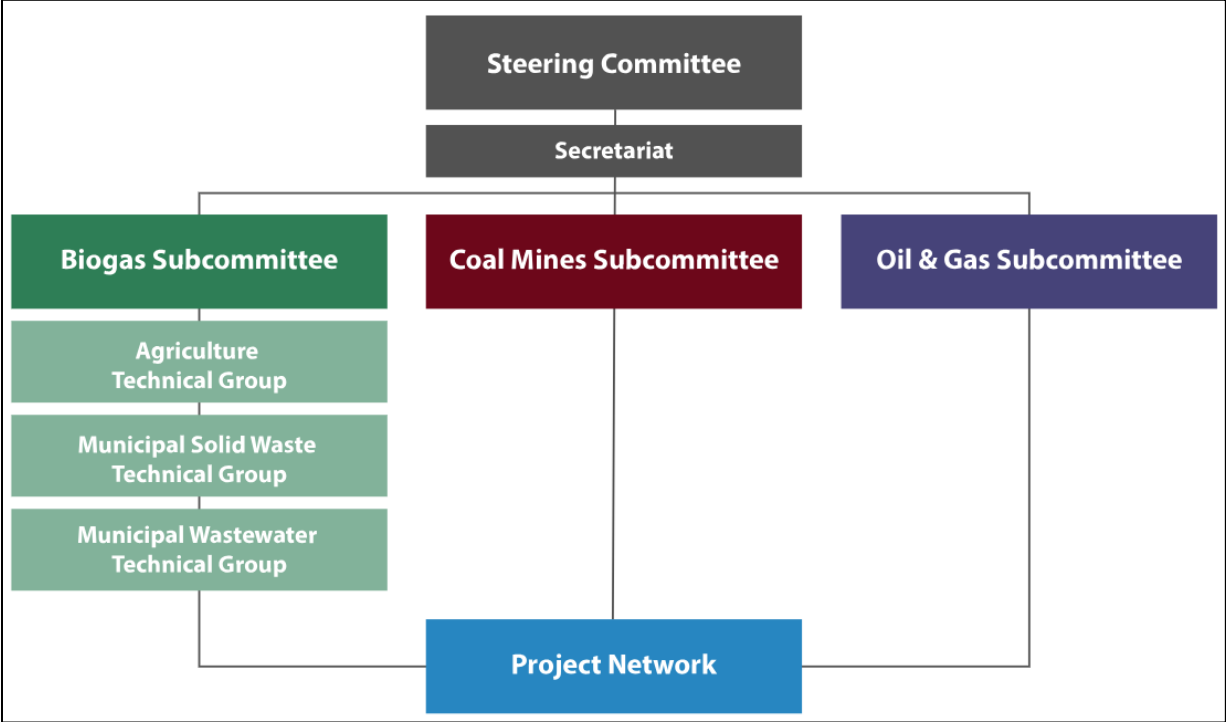 Steering Committee
Secretariat
Biogas Subcommittee
Coal Mines Subcommittee
Oil & Gas Subcommittee
Agriculture
Technical Group
Municipal Solid Waste
Technical Group
Municipal Wastewater
Technical Group
Project Network